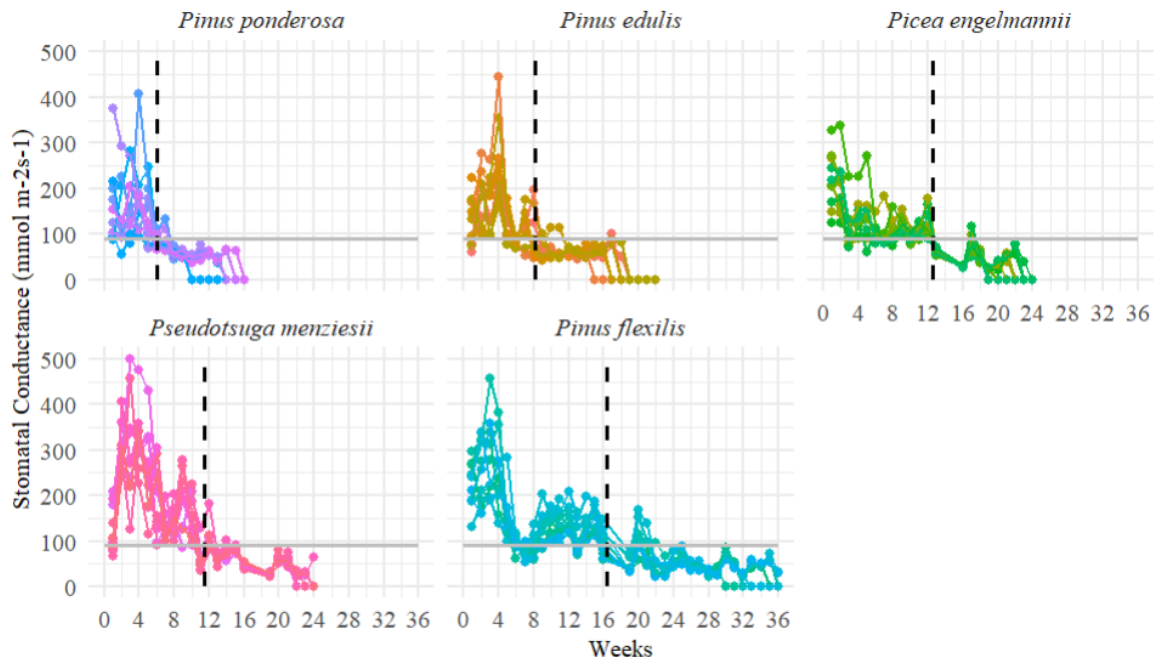 Pinus ponderosa
Pinus edulis
Picea engelmannii
500
400
300
200
100
0
0 4 8 12 16 20 24 28 32 36
Pseudotsuga menziesii
Pinus flexilis
500
400
300
200
100
0
0 4 8 12 16 20 24 28 32 36
0 4 8 12 16 20 24 28 32 36
Stomatal Conductance (mmol m-2s-1)
Weeks